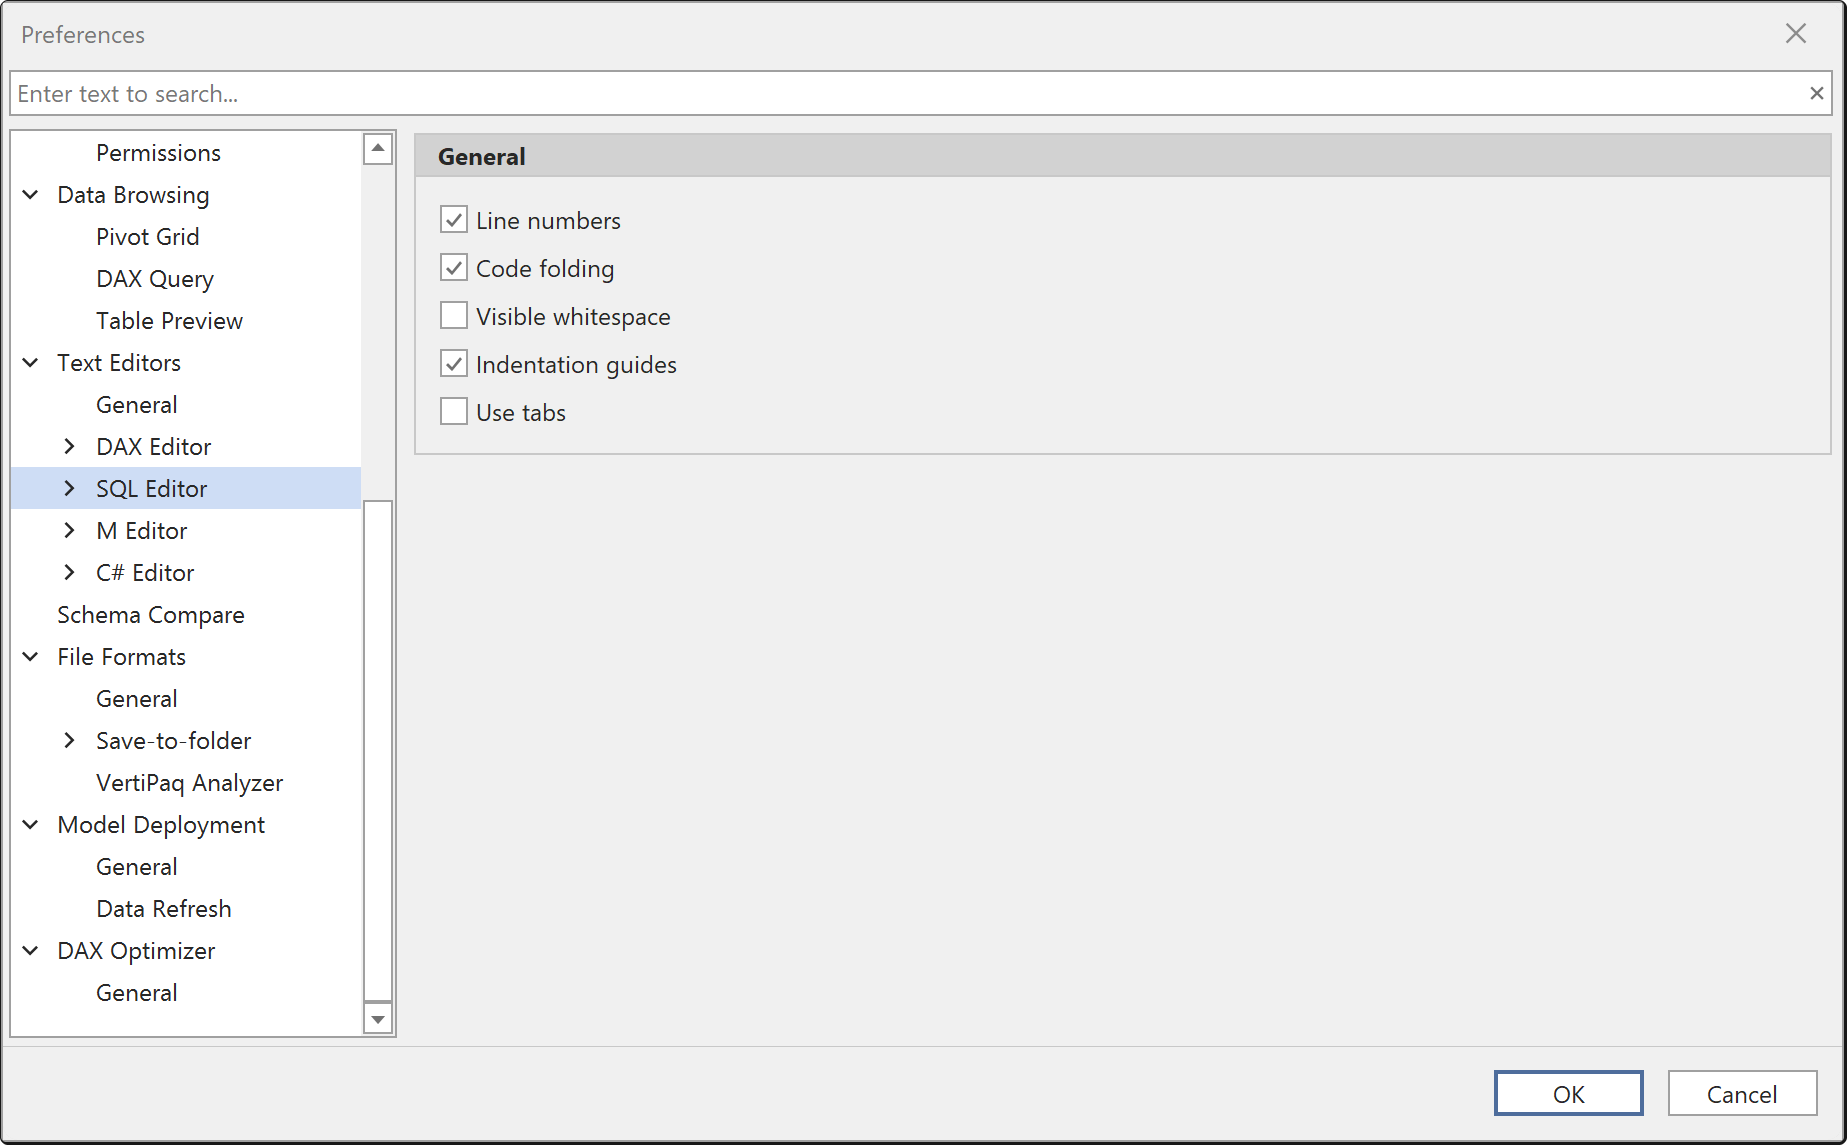 Preferences
Enter text to search...
Permissions
Data Browsing
Pivot Grid
DAX Query
Table Preview
Text Editors
General
DAX Editor
SQL Editor
M Editor
C# Editor
Schema Compare
File Formats
General
Save-to-folder
VertiPaq Analyzer
Model Deployment
General
Data Refresh
DAX Optimizer
General
General
Line numbers
Code folding
Visible whitespace
Indentation guides
Use tabs
OK
Cancel